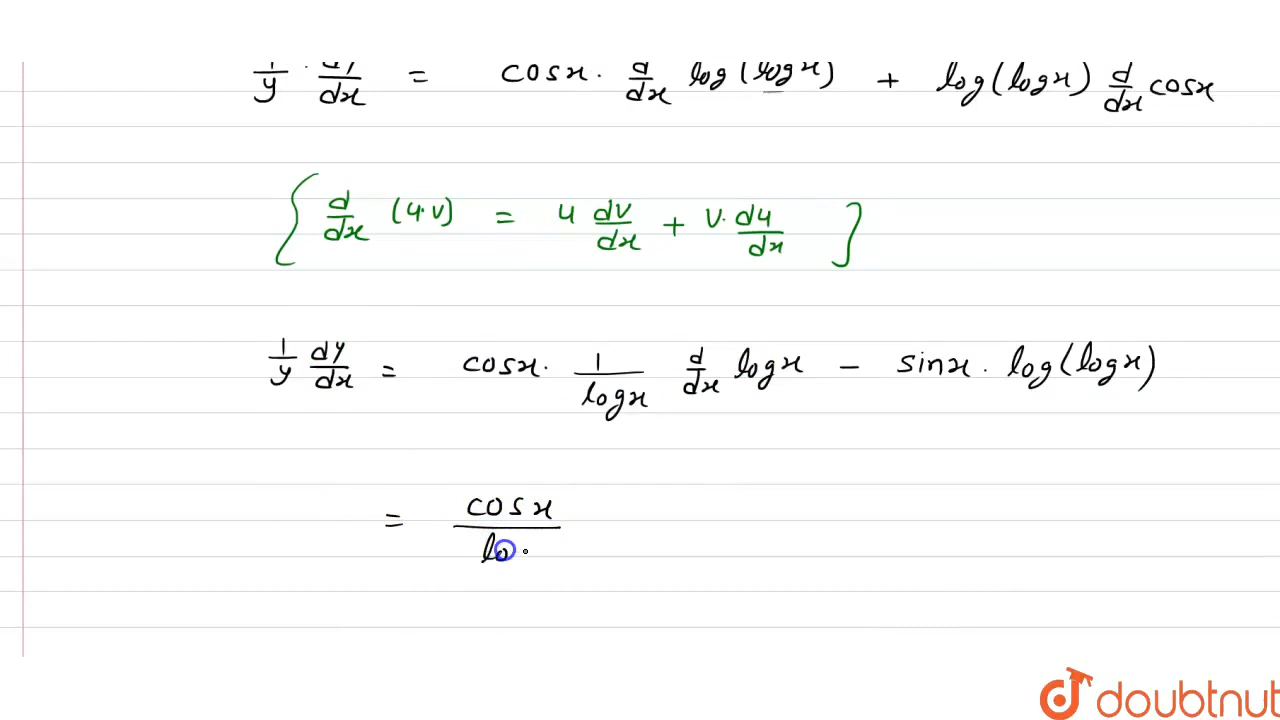 1/y · dy/dx = cosx · d/dx log(logx) + log(logx) d/dx cosx
{ d/dx (u·v) = u dv/dx + v· du/dx }
1/y dy/dx = cosx · 1/logx d/dx logx − sinx · log(logx)
= cosx/lo
doubtnut